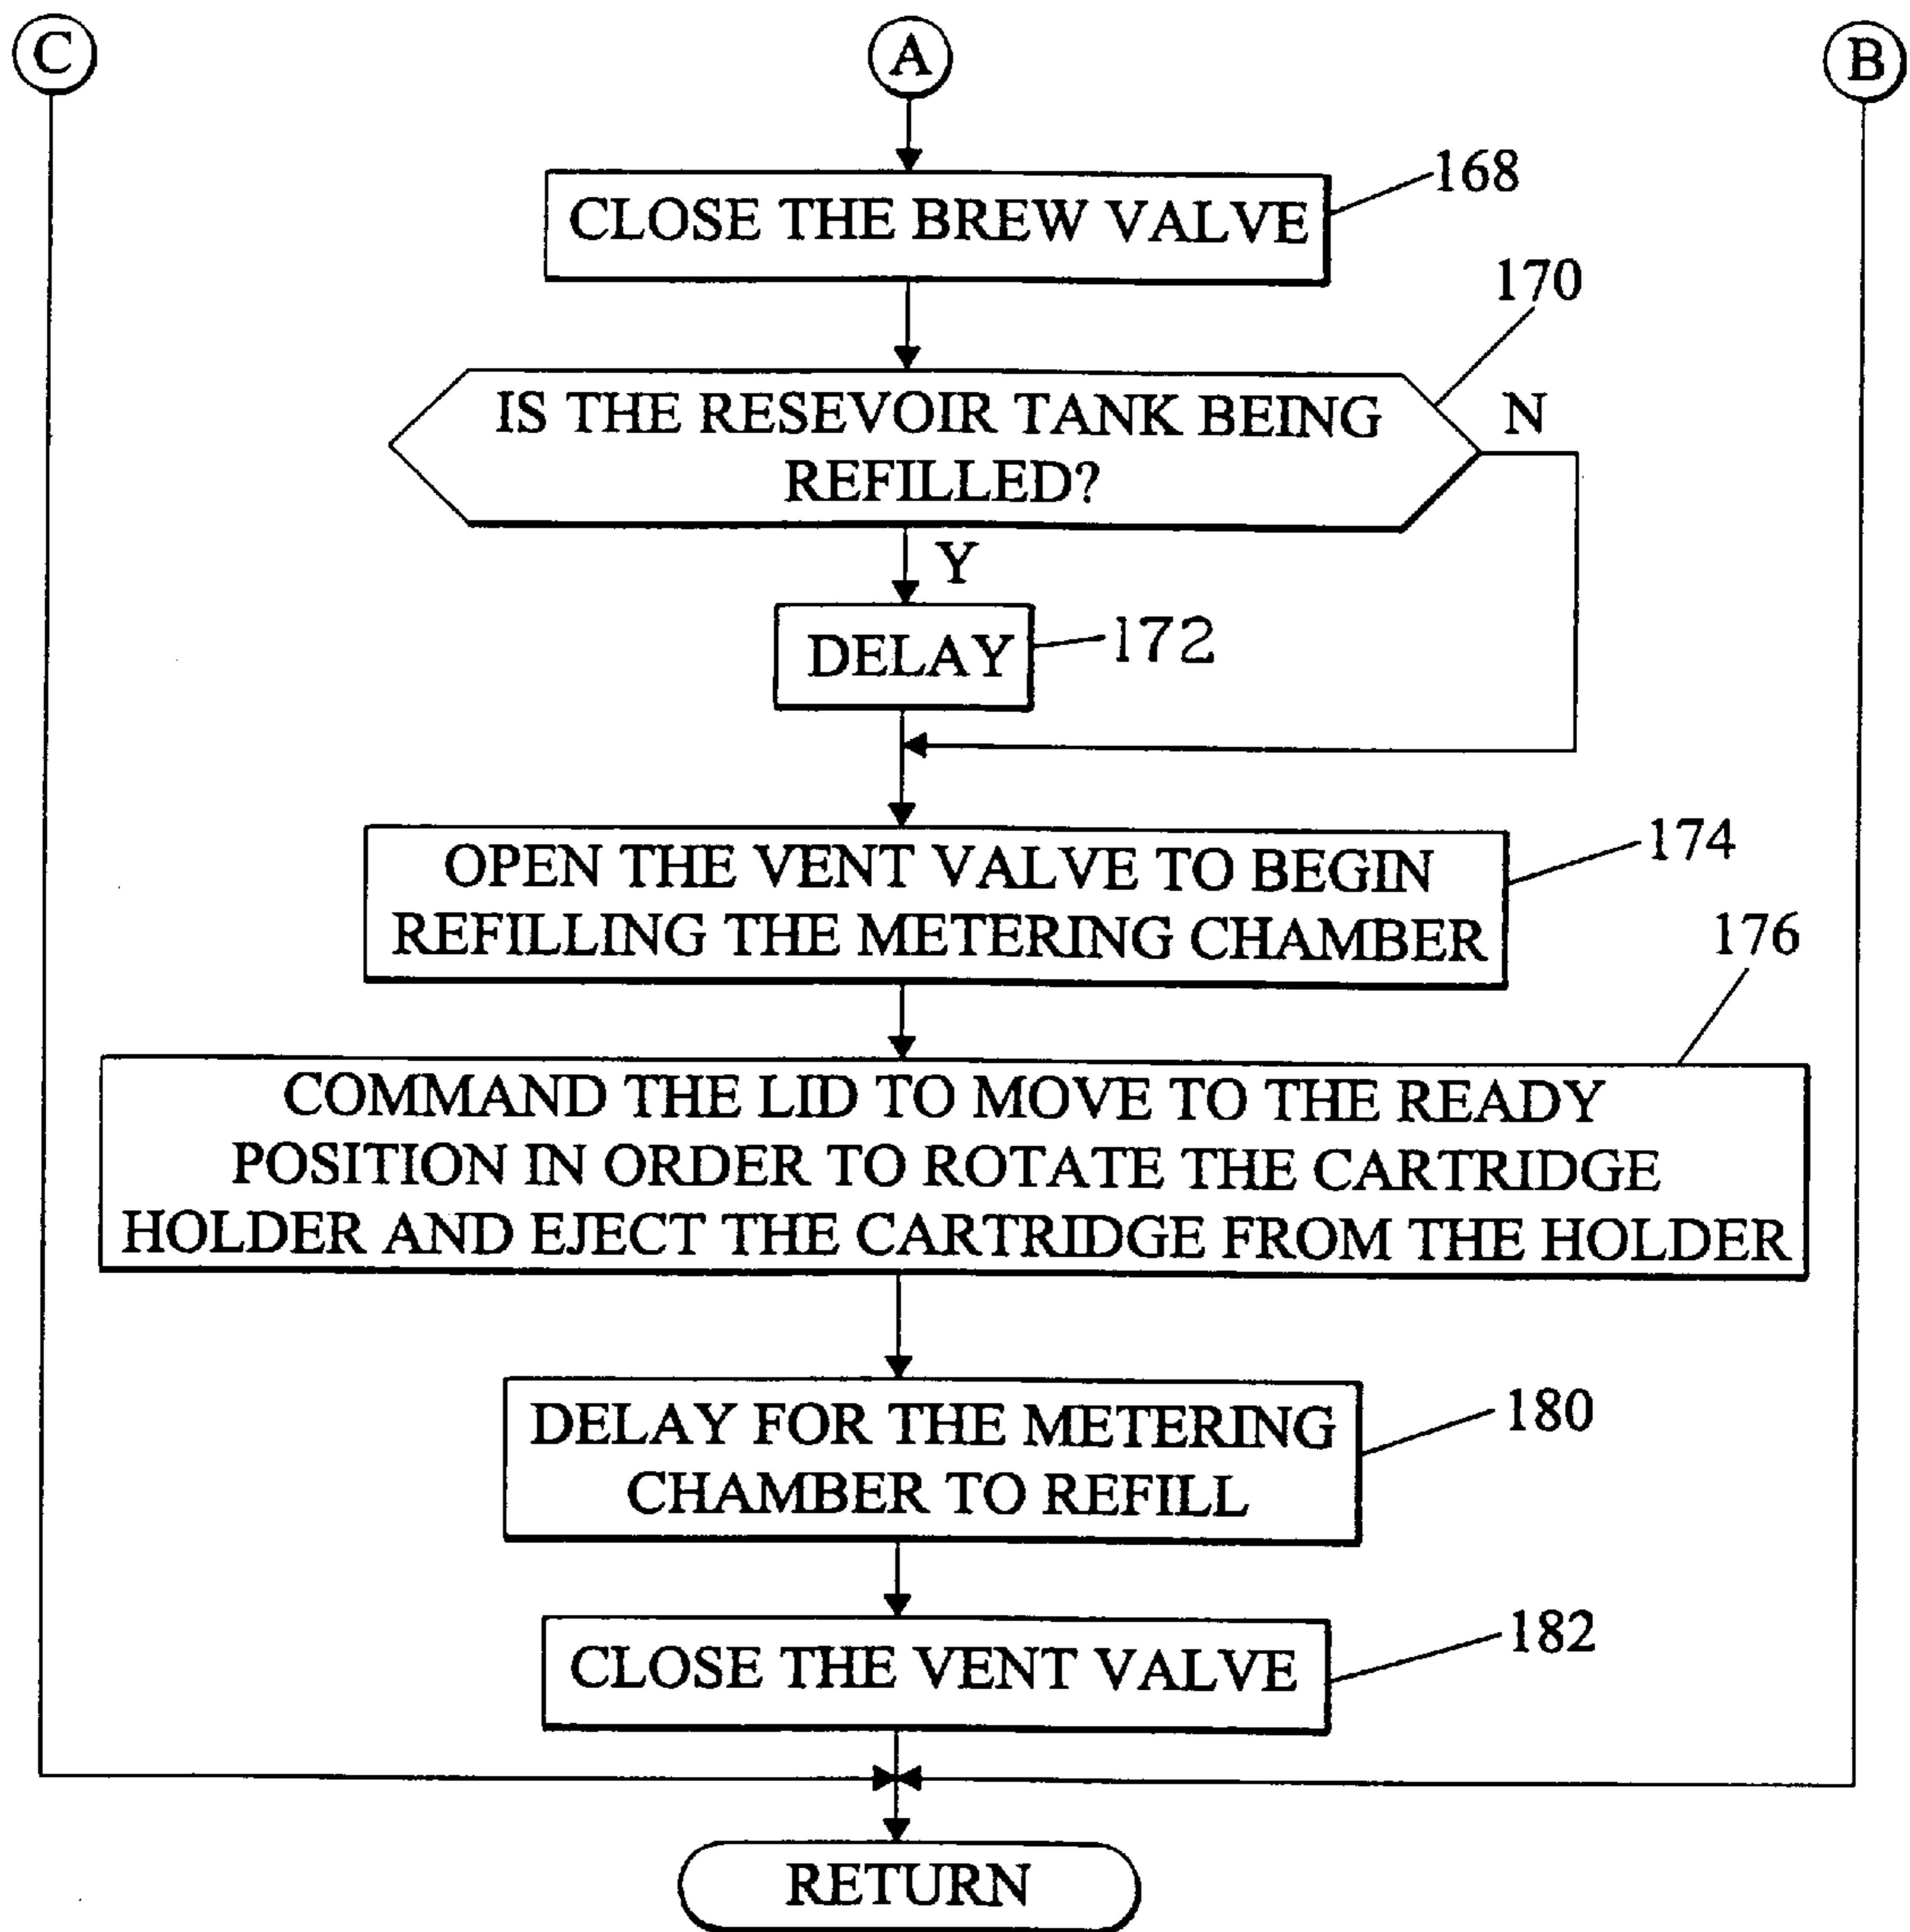 C
A
B
CLOSE THE BREW VALVE
168
170
IS THE RESEVOIR TANK BEING
REFILLED?
N
Y
DELAY
172
OPEN THE VENT VALVE TO BEGIN
REFILLING THE METERING CHAMBER
174
176
COMMAND THE LID TO MOVE TO THE READY
POSITION IN ORDER TO ROTATE THE CARTRIDGE
HOLDER AND EJECT THE CARTRIDGE FROM THE HOLDER
DELAY FOR THE METERING
CHAMBER TO REFILL
180
CLOSE THE VENT VALVE
182
RETURN